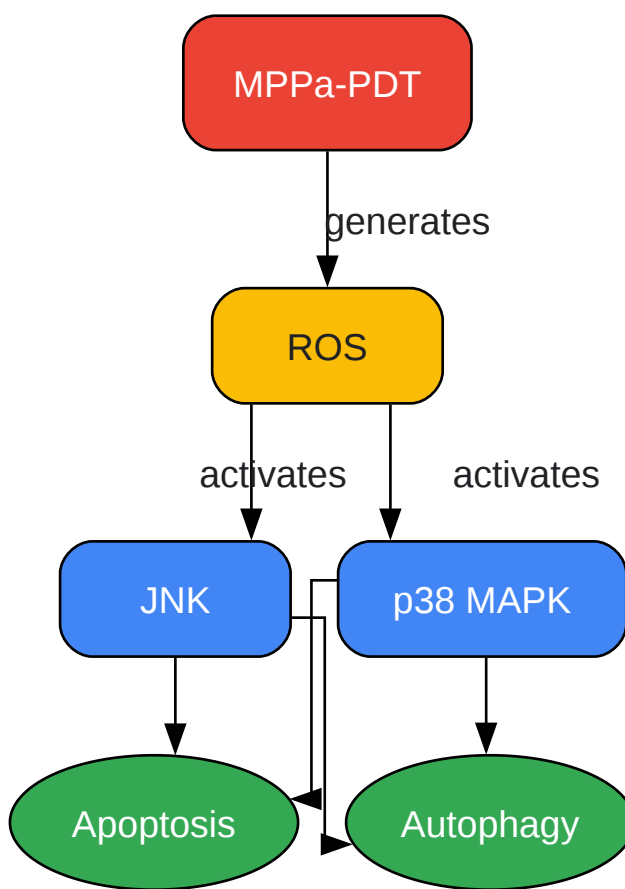 MPPa-PDT
generates
ROS
activates
activates
JNK
p38 MAPK
Apoptosis
Autophagy